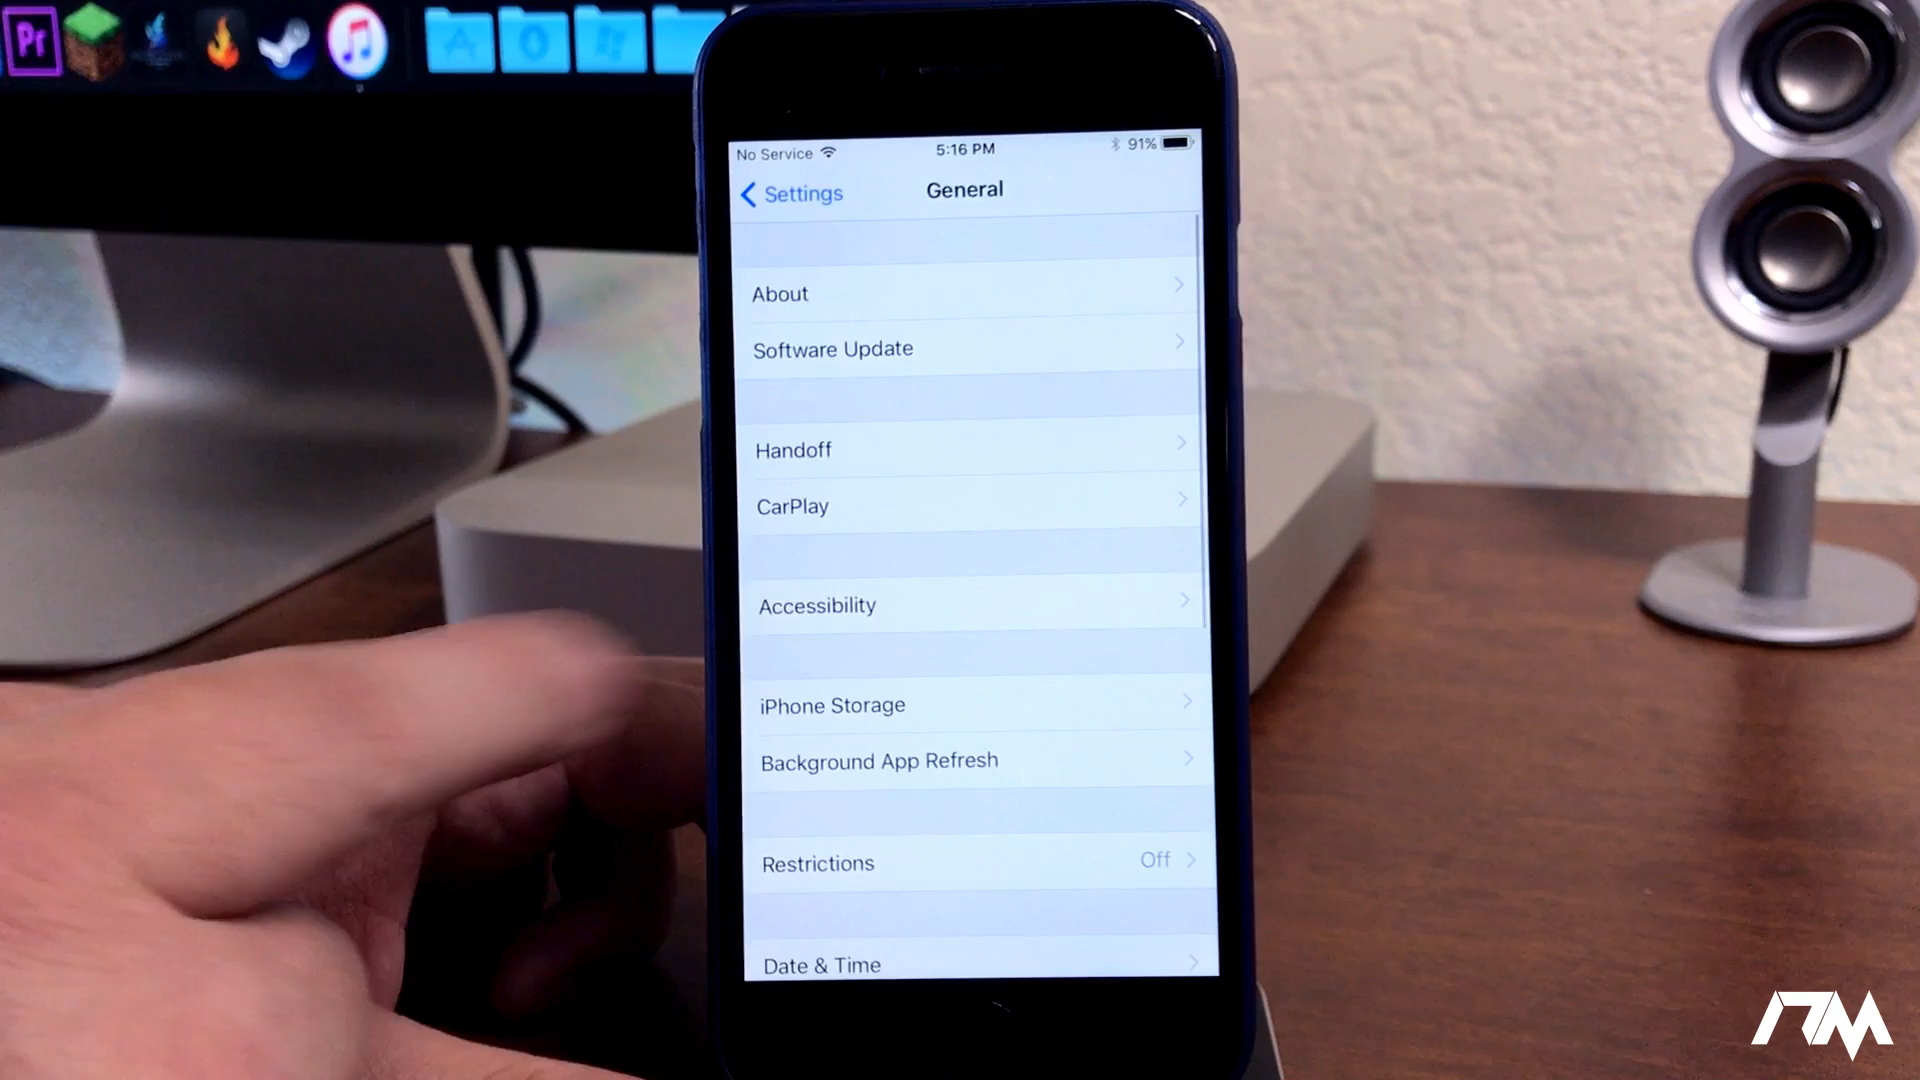 Pr
No Service 5:16 PM 91%
Settings General
About
Software Update
Handoff
CarPlay
Accessibility
iPhone Storage
Background App Refresh
Restrictions Off
Date & Time